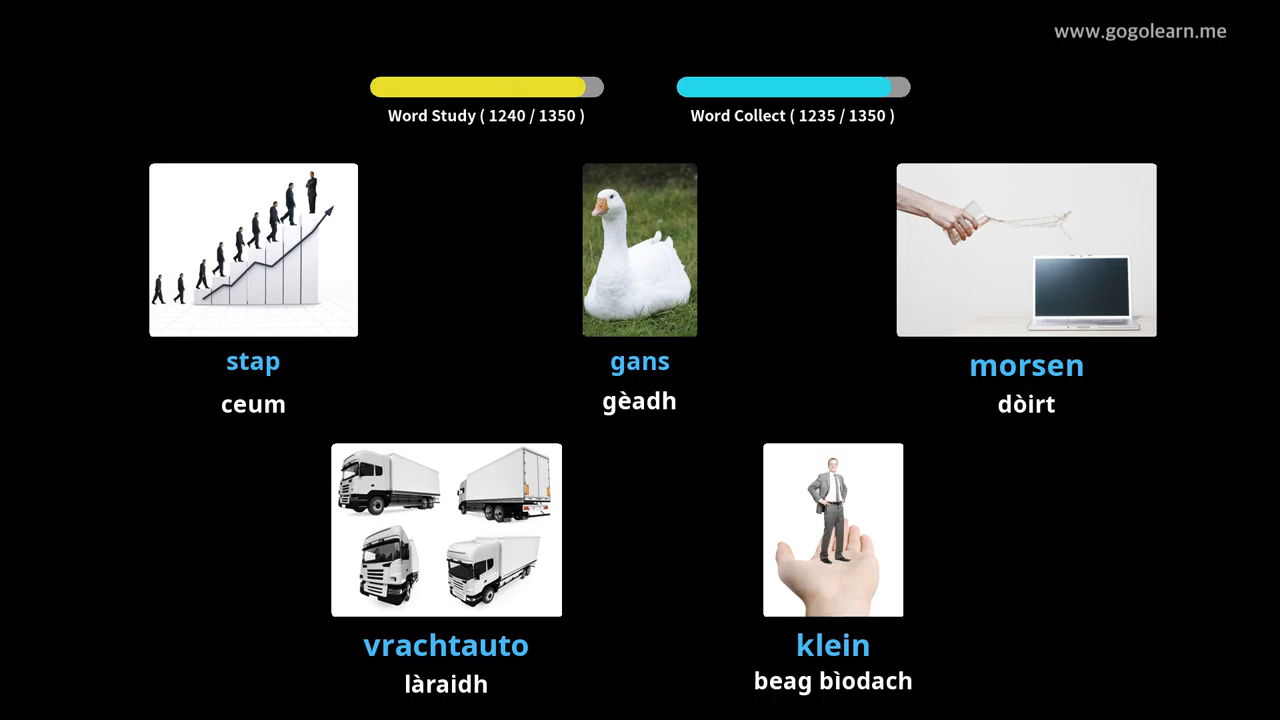 www.gogolearn.me
Word Study ( 1240 / 1350 )
Word Collect ( 1235 / 1350 )
stap
ceum
gans
gèadh
morsen
dòirt
vrachtauto
làraidh
klein
beag bìodach